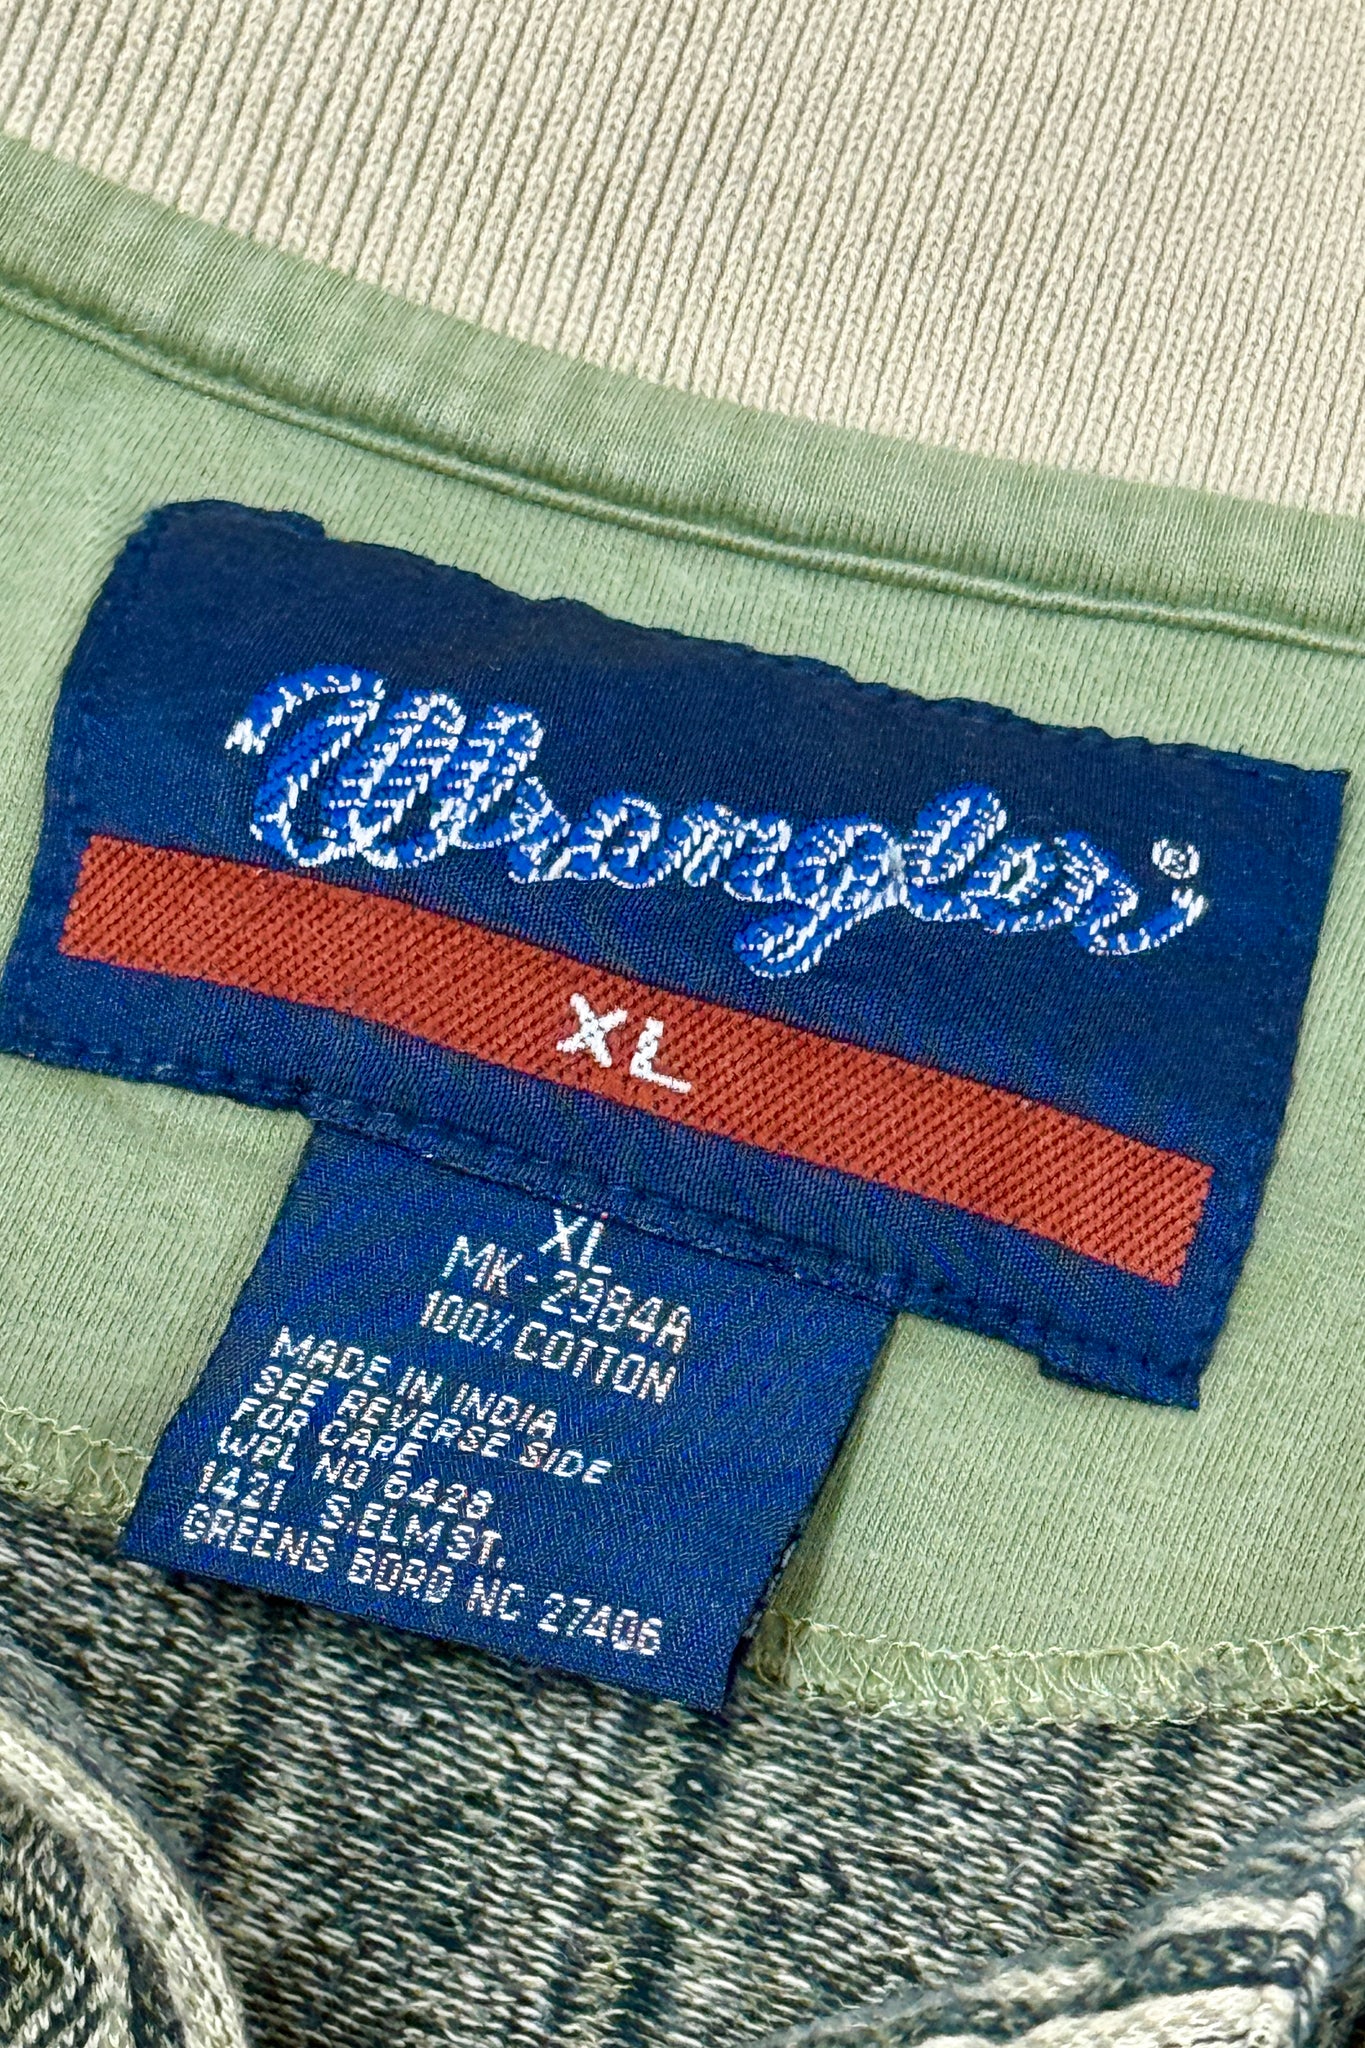 Wrangler®
XL
XL
MK-2984A
100% COTTON
MADE IN INDIA
SEE REVERSE SIDE
FOR CARE
WPL NO 6428
1421 S.ELM ST.
GREENS BORO NC 27406